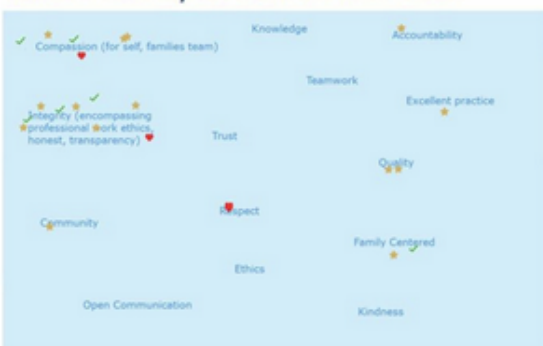 Knowledge
Accountability
Compassion (for self, families team)
Teamwork
Excellent practice
Integrity (encompassing
professional work ethics,
honest, transparency)
Trust
Quality
Respect
Community
Family Centered
Ethics
Open Communication
Kindness